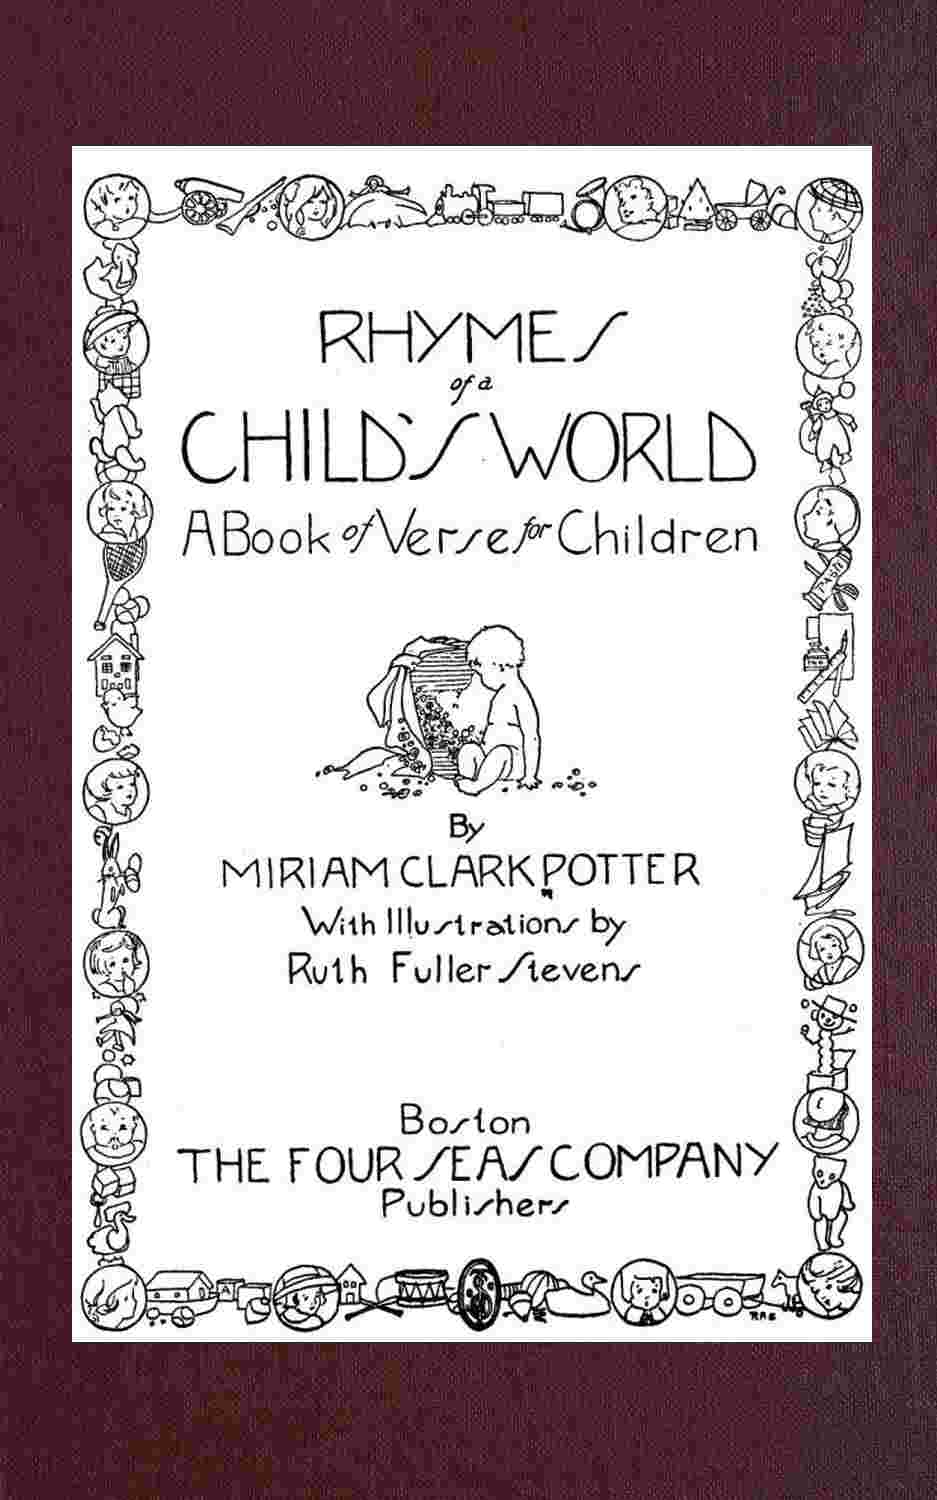 RHYMES
of a
CHILD'S WORLD
A Book of Verse for Children
By
MIRIAM CLARK POTTER
With Illustrations by
Ruth Fuller Stevens
Boston
THE FOUR SEAS COMPANY
Publishers